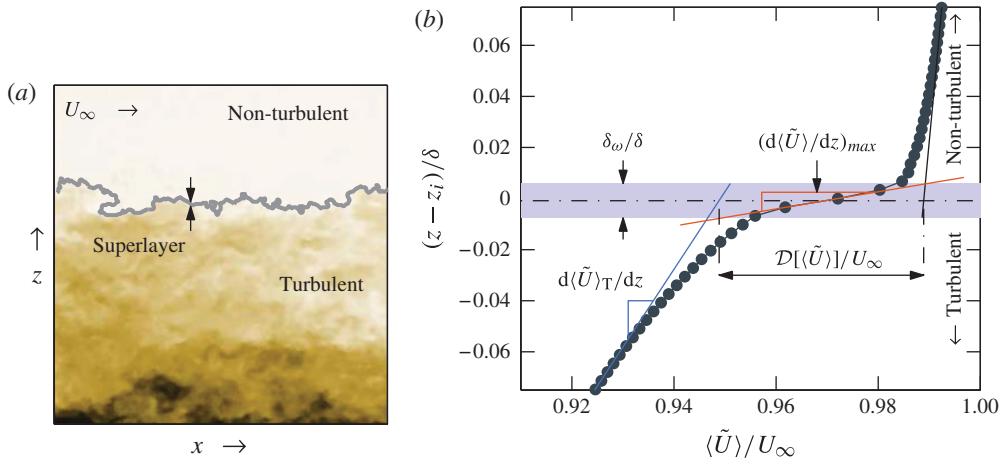 (a)
U∞ →
Non-turbulent
Superlayer
Turbulent
↑
z
x →
(b)
0.06
0.04
0.02
0
−0.02
−0.04
−0.06
(z − zᵢ)/δ
δ_ω/δ
(d⟨Ũ⟩/dz)_max
d⟨Ũ⟩_T/dz
𝒟[⟨Ũ⟩]/U∞
Non-turbulent →
← Turbulent
0.92
0.94
0.96
0.98
1.00
⟨Ũ⟩/U∞